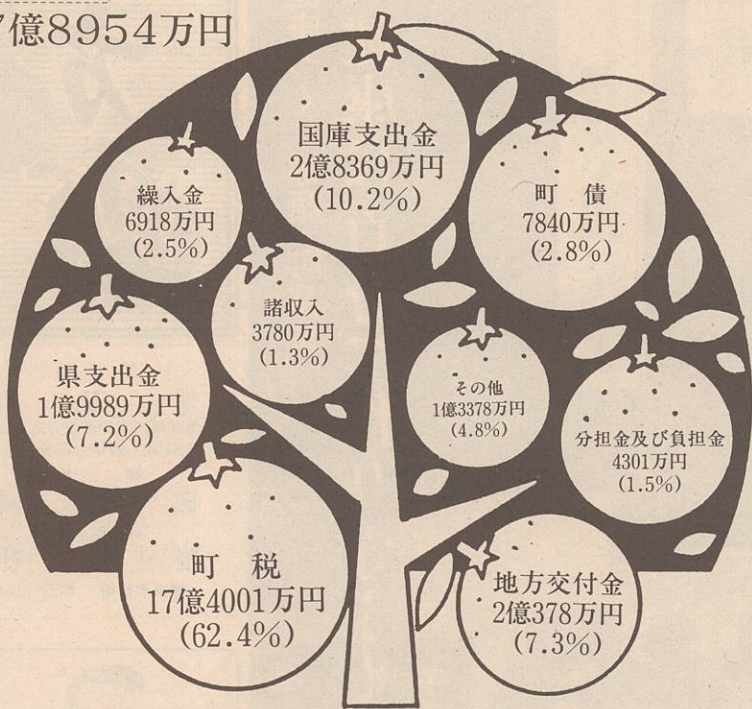 7億8954万円
国庫支出金
2億8369万円
(10.2%)
繰入金
6918万円
(2.5%)
町 債
7840万円
(2.8%)
諸収入
3780万円
(1.3%)
県支出金
1億9989万円
(7.2%)
その他
1億3378万円
(4.8%)
分担金及び負担金
4301万円
(1.5%)
町 税
17億4001万円
(62.4%)
地方交付金
2億378万円
(7.3%)